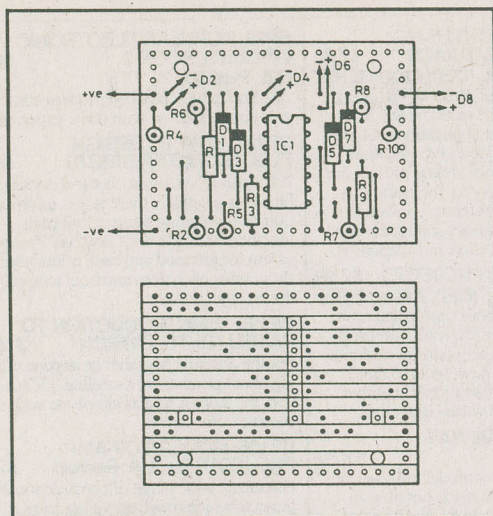 - D2
- D4
- + D6
+ve
+
+
R6
R8
- D8
R4
D1
D3
IC1
D5
D7
R10
R1
R3
R9
R2
R5
R7
-ve